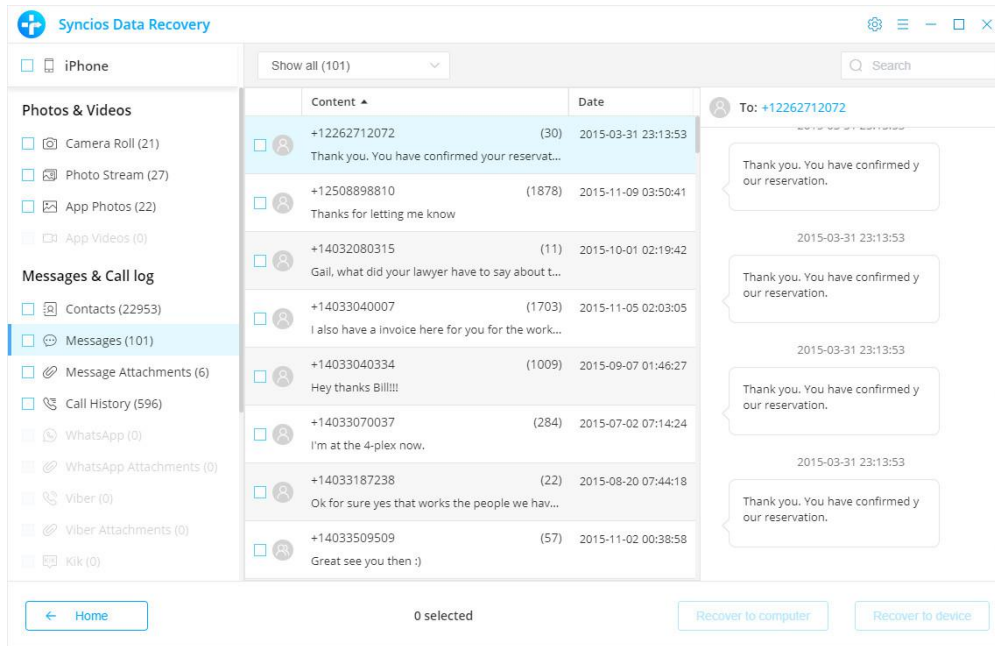 Syncios Data Recovery
iPhone
Show all (101)
Search
Photos & Videos
Camera Roll (21)
Photo Stream (27)
App Photos (22)
App Videos (0)
Messages & Call log
Contacts (22953)
Messages (101)
Message Attachments (6)
Call History (596)
WhatsApp (0)
WhatsApp Attachments (0)
Viber (0)
Viber Attachments (0)
Kik (0)
Content Date
+12262712072 (30) 2015-03-31 23:13:53
Thank you. You have confirmed your reservat...
+12508898810 (1878) 2015-11-09 03:50:41
Thanks for letting me know
+14032080315 (11) 2015-10-01 02:19:42
Gail, what did your lawyer have to say about t...
+14033040007 (1703) 2015-11-05 02:03:05
I also have a invoice here for you for the work...
+14033040334 (1009) 2015-09-07 01:46:27
Hey thanks Bill!!!
+14033070037 (284) 2015-07-02 07:14:24
I'm at the 4-plex now.
+14033187238 (22) 2015-08-20 07:44:18
Ok for sure yes that works the people we hav...
+14033509509 (57) 2015-11-02 00:38:58
Great see you then :)
To: +12262712072
Thank you. You have confirmed y
our reservation.
2015-03-31 23:13:53
Thank you. You have confirmed y
our reservation.
2015-03-31 23:13:53
Thank you. You have confirmed y
our reservation.
2015-03-31 23:13:53
Thank you. You have confirmed y
our reservation.
Home
0 selected
Recover to computer
Recover to device